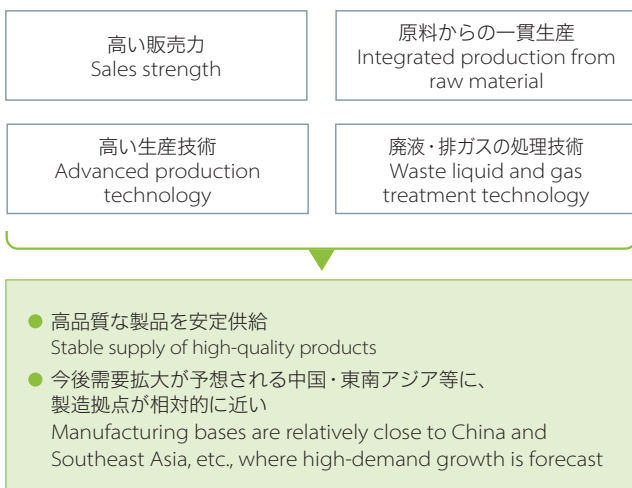 高い販売力
Sales strength
原料からの一貫生産
Integrated production from
raw material
高い生産技術
Advanced production
technology
廃液・排ガスの処理技術
Waste liquid and gas
treatment technology
● 高品質な製品を安定供給
Stable supply of high-quality products
● 今後需要拡大が予想される中国・東南アジア等に、
製造拠点が相対的に近い
Manufacturing bases are relatively close to China and
Southeast Asia, etc., where high-demand growth is forecast